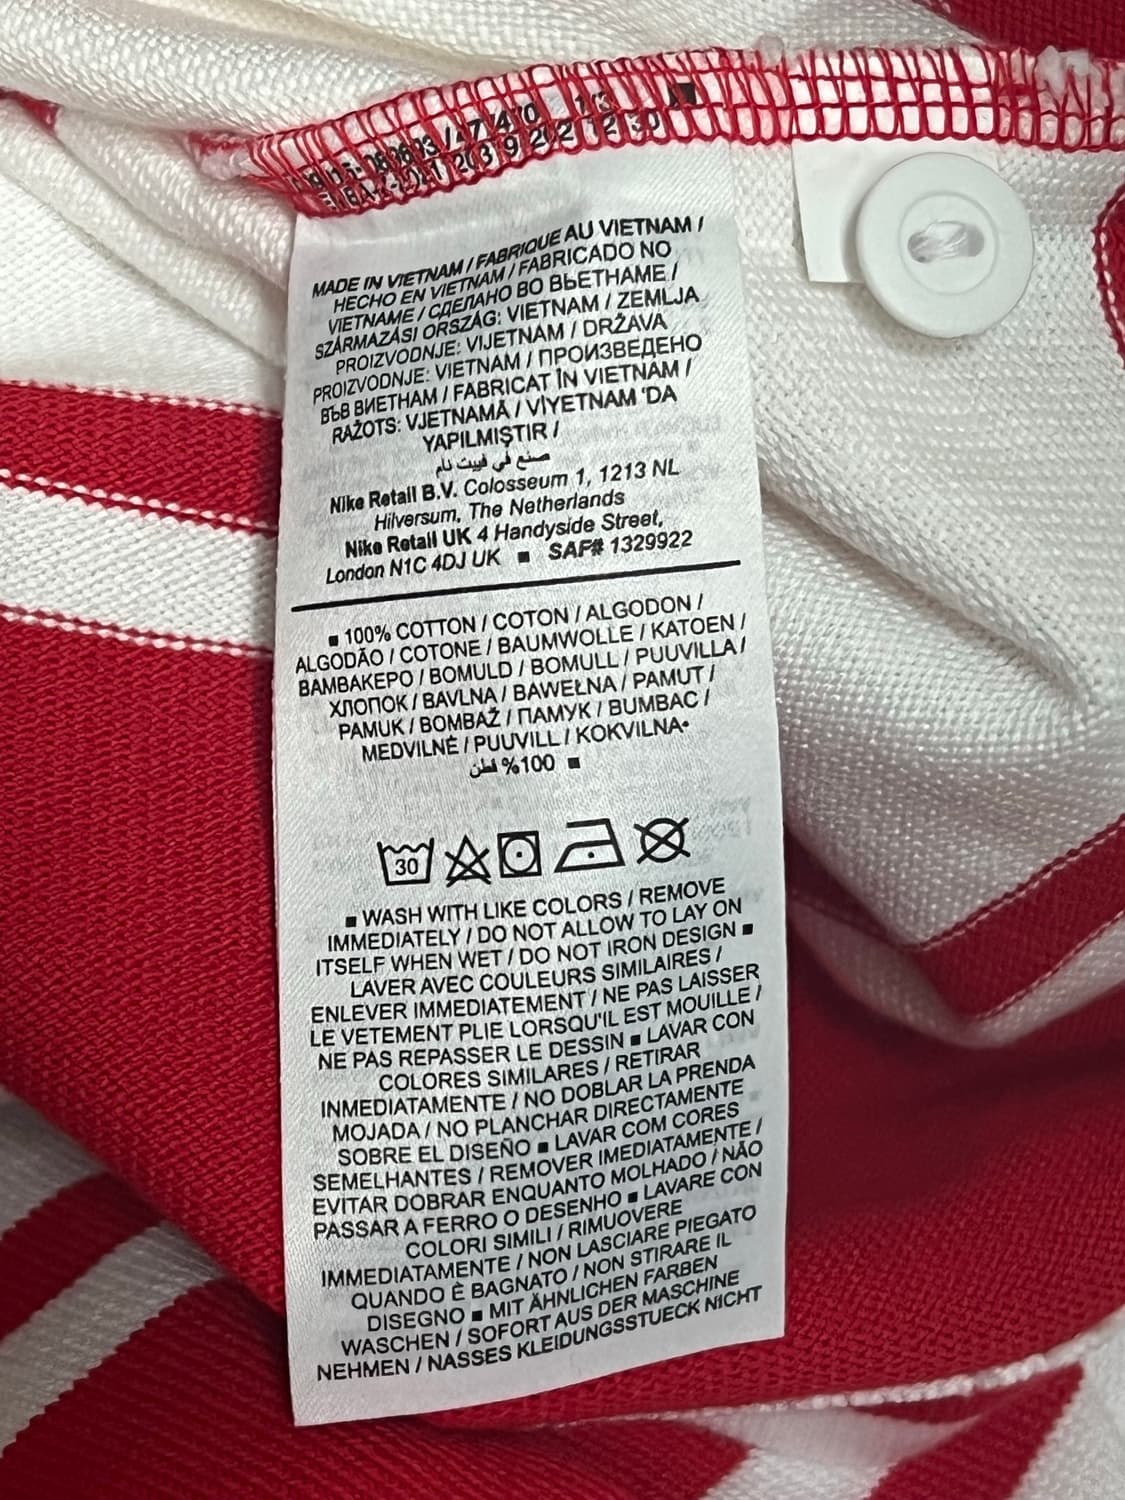 MADE IN VIETNAM / FABRIQUE AU VIETNAM /
HECHO EN VIETNAM / FABRICADO NO
VIETNAME / СДЕЛАНО ВО ВЬЕТНАМЕ /
SZÁRMAZÁSI ORSZÁG: VIETNAM / ZEMLJA
PROIZVODNJE: VIJETNAM / DRŽAVA
PROIZVODNJE: VIETNAM / ПРОИЗВЕДЕНО
ВЪВ ВИЕТНАМ / FABRICAT ÎN VIETNAM /
RAŽOTS: VJETNAMĀ / VİYETNAM 'DA
YAPILMIŞTIR /
صنع في فييت نام
Nike Retail B.V. Colosseum 1, 1213 NL
Hilversum, The Netherlands
Nike Retail UK 4 Handyside Street,
London N1C 4DJ UK ■ SAF# 1329922
■ 100% COTTON / COTON / ALGODON /
ALGODÃO / COTONE / BAUMWOLLE / KATOEN /
ΒΑΜΒΑΚΕΡΟ / BOMULD / BOMULL / PUUVILLA /
ХЛОПОК / BAVLNA / BAWEŁNA / PAMUT /
PAMUK / BOMBAŽ / ПАМУК / BUMBAC /
MEDVILNĖ / PUUVILL / KOKVILNA•
100% قطن ■
30
■ WASH WITH LIKE COLORS / REMOVE
IMMEDIATELY / DO NOT ALLOW TO LAY ON
ITSELF WHEN WET / DO NOT IRON DESIGN ■
LAVER AVEC COULEURS SIMILAIRES /
ENLEVER IMMEDIATEMENT / NE PAS LAISSER
LE VETEMENT PLIE LORSQU'IL EST MOUILLE /
NE PAS REPASSER LE DESSIN ■ LAVAR CON
COLORES SIMILARES / RETIRAR
INMEDIATAMENTE / NO DOBLAR LA PRENDA
MOJADA / NO PLANCHAR DIRECTAMENTE
SOBRE EL DISEÑO ■ LAVAR COM CORES
SEMELHANTES / REMOVER IMEDIATAMENTE /
EVITAR DOBRAR ENQUANTO MOLHADO / NÃO
PASSAR A FERRO O DESENHO ■ LAVARE CON
COLORI SIMILI / RIMUOVERE
IMMEDIATAMENTE / NON LASCIARE PIEGATO
QUANDO È BAGNATO / NON STIRARE IL
DISEGNO ■ MIT ÄHNLICHEN FARBEN
WASCHEN / SOFORT AUS DER MASCHINE
NEHMEN / NASSES KLEIDUNGSSTUECK NICHT